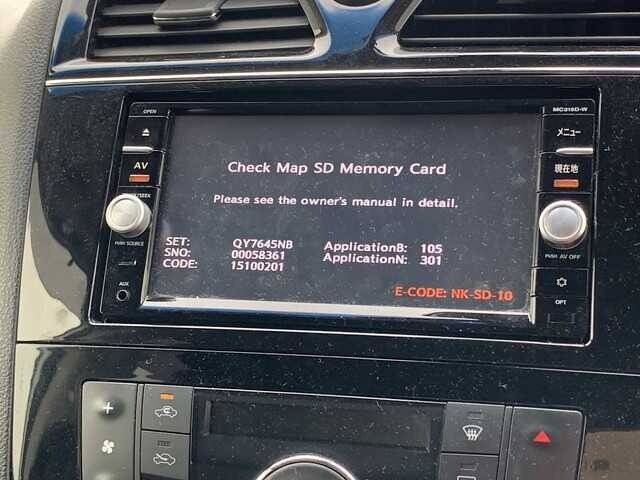 OPEN
MC315D-W
AV
メニュー
現在地
Check Map SD Memory Card
Please see the owner's manual in detail.
PUSH SOURCE
PUSH AV OFF
SET: QY7645NB ApplicationB: 105
SNO: 00058361 ApplicationN: 301
CODE: 15100201
E-CODE: NK-SD-10
AUX
OPT